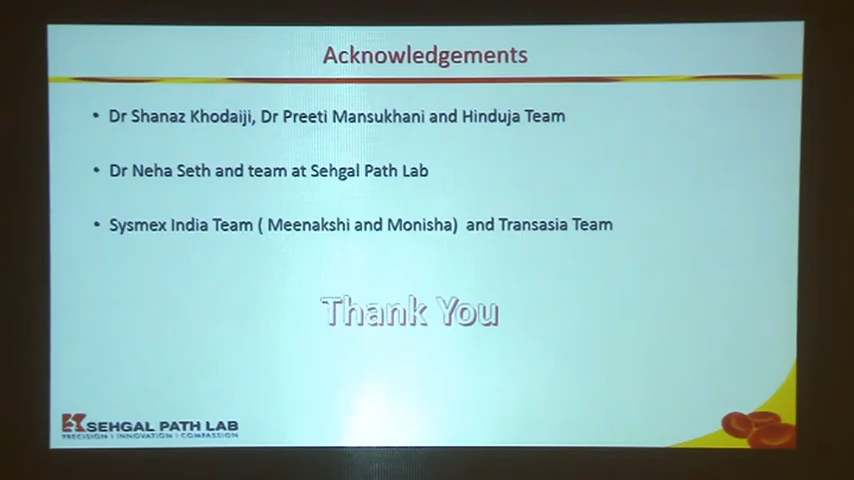 Acknowledgements
• Dr Shanaz Khodaiji, Dr Preeti Mansukhani and Hinduja Team
• Dr Neha Seth and team at Sehgal Path Lab
• Sysmex India Team ( Meenakshi and Monisha) and Transasia Team
Thank You
SEHGAL PATH LAB
PRECISION | INNOVATION | COMPASSION